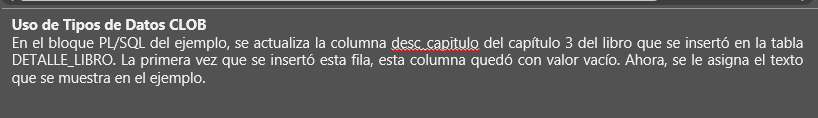 Uso de Tipos de Datos CLOB
En el bloque PL/SQL del ejemplo, se actualiza la columna desc_capitulo del capítulo 3 del libro que se insertó en la tabla
DETALLE_LIBRO. La primera vez que se insertó esta fila, esta columna quedó con valor vacío. Ahora, se le asigna el texto
que se muestra en el ejemplo.